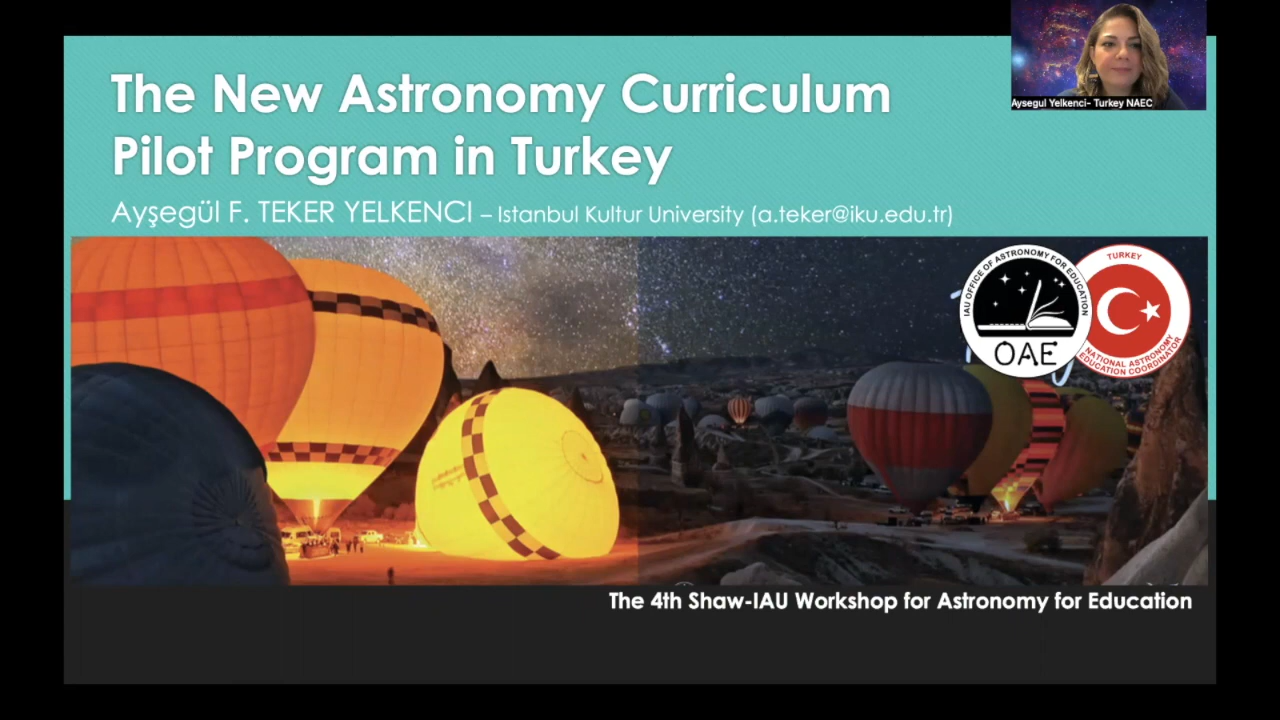 The New Astronomy Curriculum
Pilot Program in Turkey
Ayşegül F. TEKER YELKENCI – Istanbul Kultur University (a.teker@iku.edu.tr)
Aysegul Yelkenci- Turkey NAEC
IAU OFFICE OF ASTRONOMY FOR EDUCATION
OAE
TURKEY
NATIONAL ASTRONOMY
EDUCATION COORDINATOR
The 4th Shaw-IAU Workshop for Astronomy for Education